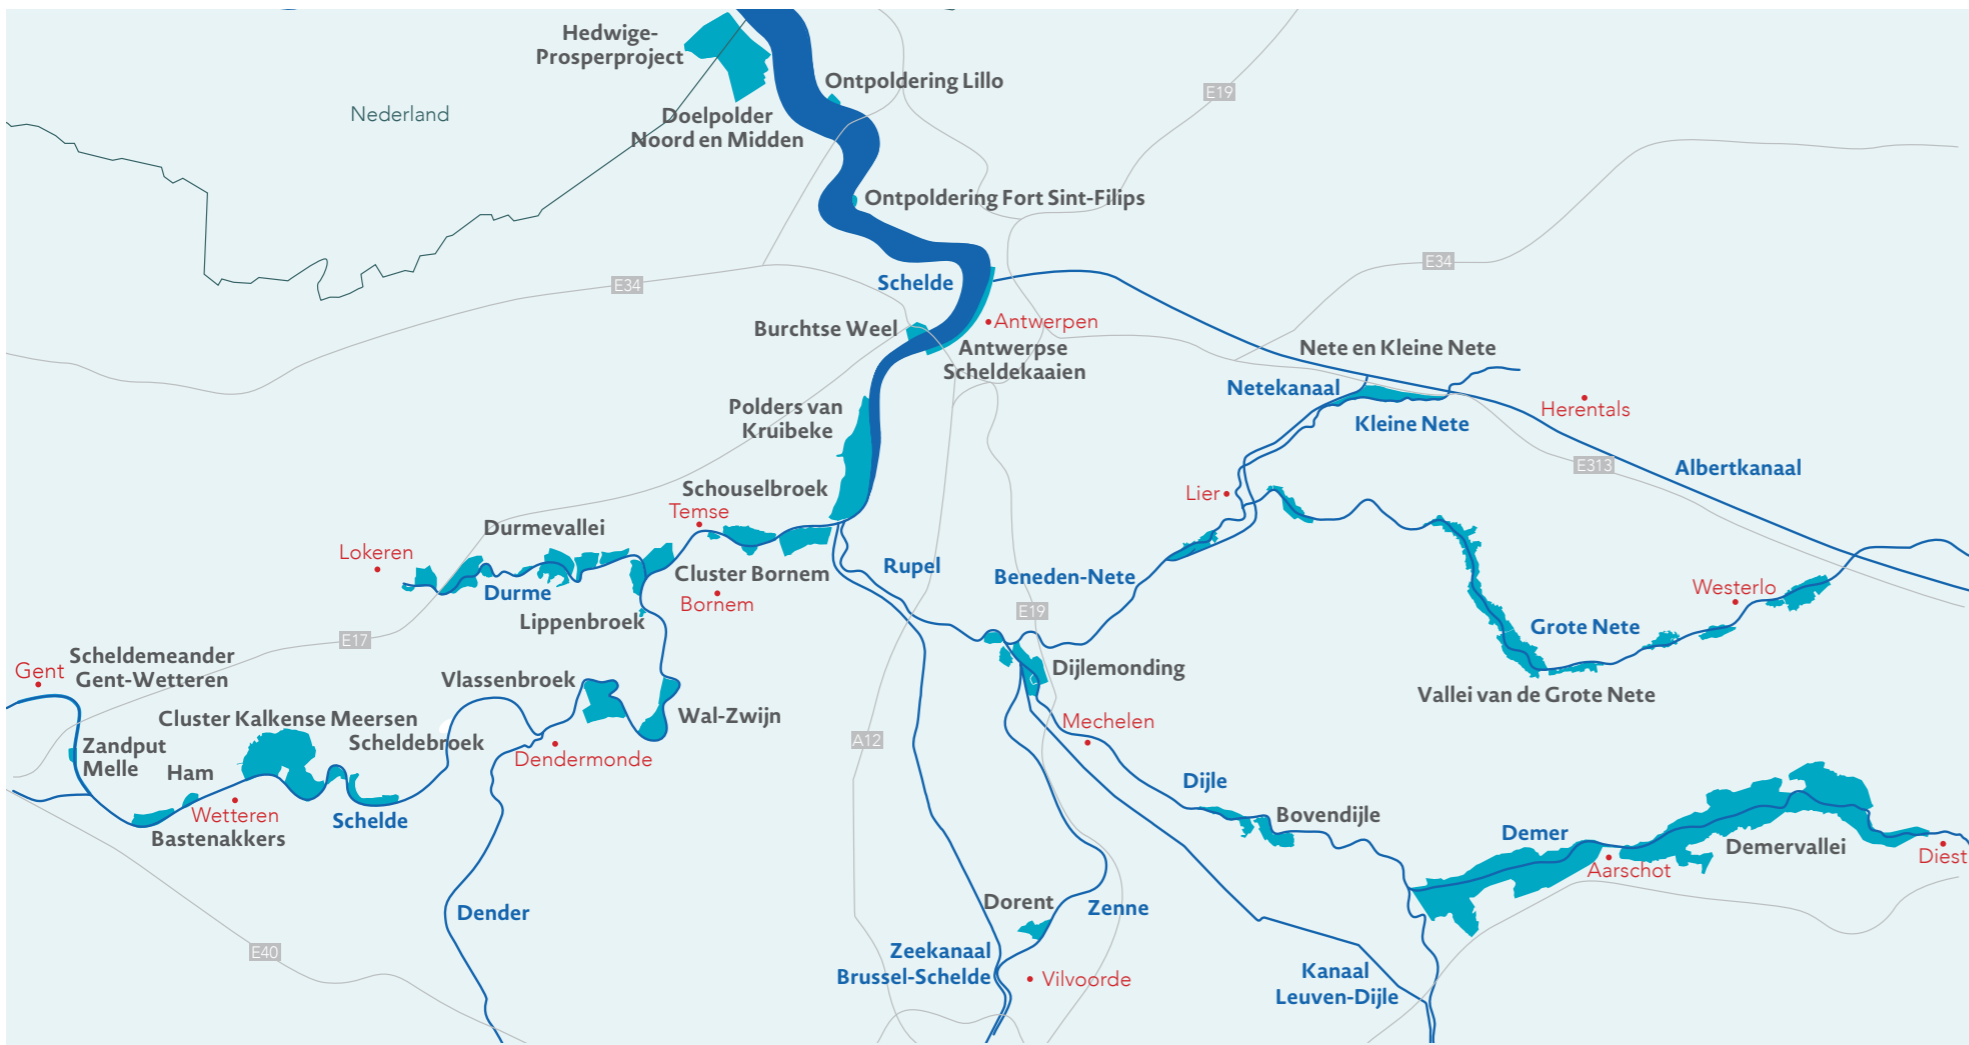 Hedwige-
Prosperproject
Ontpoldering Lillo
E19
Nederland
Doelpolder
Noord en Midden
Ontpoldering Fort Sint-Filips
E34
E34
Schelde
Burchtse Weel
Antwerpen
Antwerpse
Scheldekaaien
Nete en Kleine Nete
Netekanaal
Kleine Nete
Herentals
Polders van
Kruibeke
E313
Albertkanaal
Schouselbroek
Temse
Lier
Durmevallei
Lokeren
Durme
Cluster Bornem
Bornem
Rupel
Beneden-Nete
Lippenbroek
E19
Westerlo
Grote Nete
E17
Scheldemeander
Gent-Wetteren
Gent
Vlassenbroek
Dijlemonding
Vallei van de Grote Nete
Wal-Zwijn
Mechelen
Cluster Kalkense Meersen
Scheldebroek
Zandput
Melle
Ham
Dendermonde
A12
Wetteren
Schelde
Bastenakkers
Dijle
Bovendijle
Demer
Demervallei
Aarschot
Diest
Dender
Dorent
Zenne
E40
Zeekanaal
Brussel-Schelde
Vilvoorde
Kanaal
Leuven-Dijle